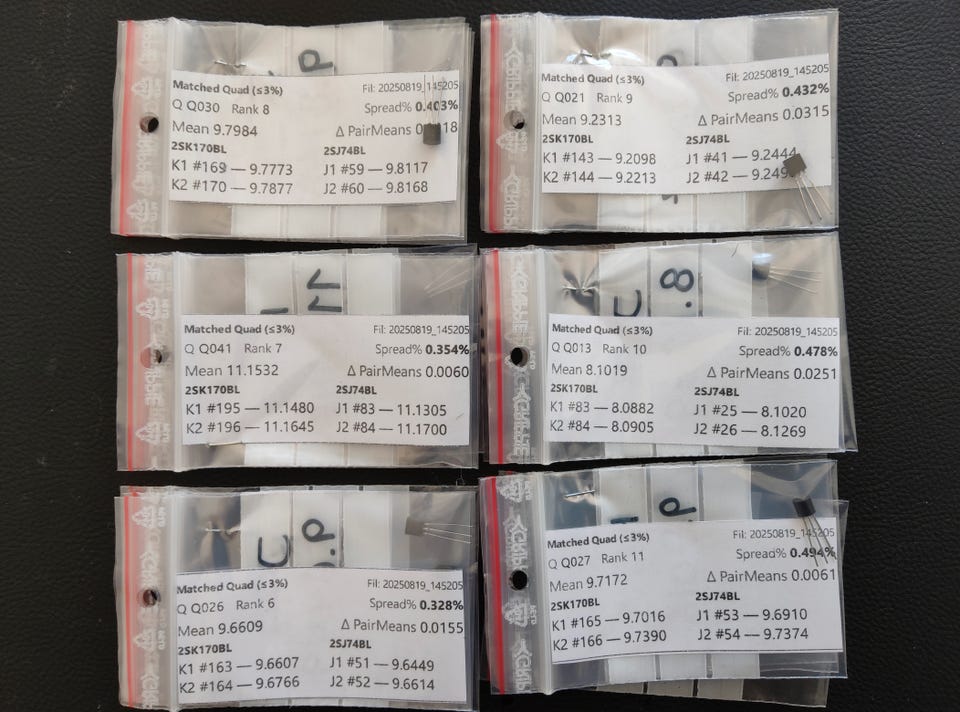 Matched Quad (≤3%) Fil: 20250819_145205
Q Q030 Rank 8 Spread% 0.403%
Mean 9.7984 Δ PairMeans
2SK170BL 2SJ74BL
K1 #169 — 9.7773 J1 #59 — 9.8117
K2 #170 — 9.7877 J2 #60 — 9.8168
Matched Quad (≤3%) Fil: 20250819_145205
Q Q021 Rank 9 Spread% 0.432%
Mean 9.2313 Δ PairMeans 0.0315
2SK170BL 2SJ74BL
K1 #143 — 9.2098 J1 #41 — 9.2444
K2 #144 — 9.2213 J2 #42 —
Matched Quad (≤3%) Fil: 20250819_145205
Q Q041 Rank 7 Spread% 0.354%
Mean 11.1532 Δ PairMeans 0.0060
2SK170BL 2SJ74BL
K1 #195 — 11.1480 J1 #83 — 11.1305
K2 #196 — 11.1645 J2 #84 — 11.1700
Matched Quad (≤3%) Fil: 20250819_145205
Q Q013 Rank 10 Spread% 0.478%
Mean 8.1019 Δ PairMeans 0.0251
2SK170BL 2SJ74BL
K1 #83 — 8.0882 J1 #25 — 8.1020
K2 #84 — 8.0905 J2 #26 — 8.1269
Matched Quad (≤3%) Fil: 20250819_145205
Q Q026 Rank 6 Spread% 0.328%
Mean 9.6609 Δ PairMeans 0.0155
2SK170BL 2SJ74BL
K1 #163 — 9.6607 J1 #51 — 9.6449
K2 #164 — 9.6766 J2 #52 — 9.6614
Matched Quad (≤3%) Fil: 20250819_145205
Q Q027 Rank 11 Spread% 0.494%
Mean 9.7172 Δ PairMeans 0.0061
2SK170BL 2SJ74BL
K1 #165 — 9.7016 J1 #53 — 9.6910
K2 #166 — 9.7390 J2 #54 — 9.7374